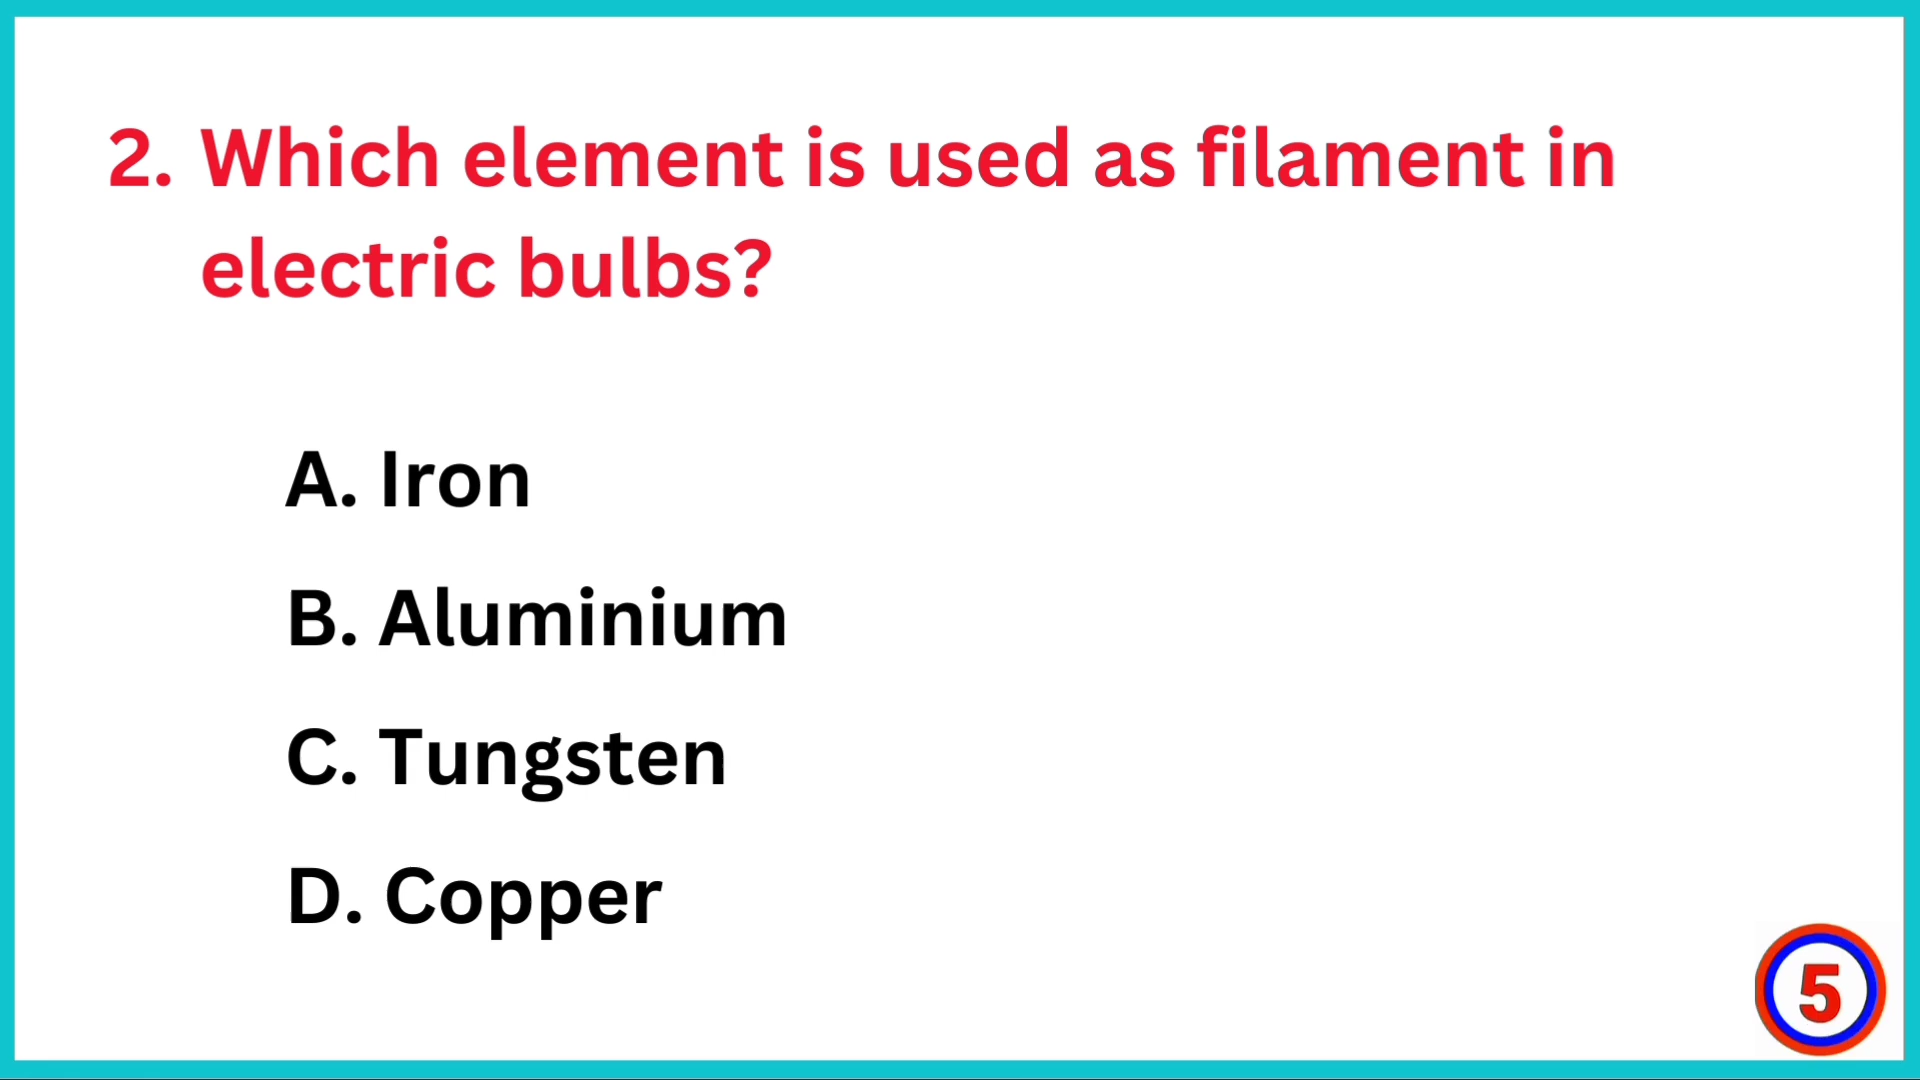 2. Which element is used as filament in
electric bulbs?
A. Iron
B. Aluminium
C. Tungsten
D. Copper
5